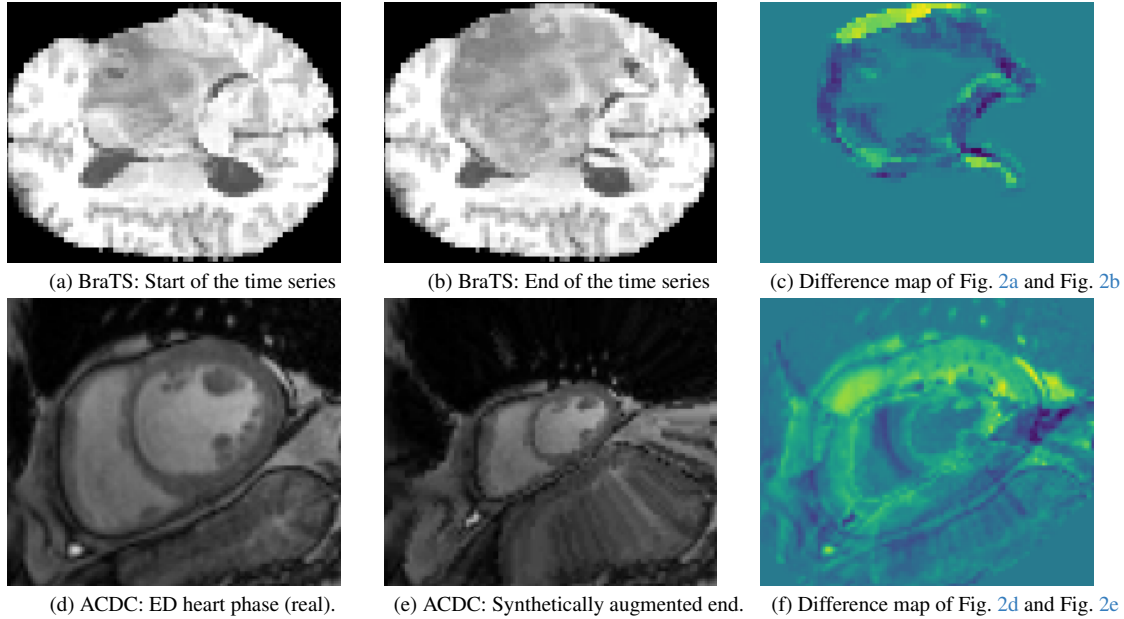 (a) BraTS: Start of the time series
(b) BraTS: End of the time series
(c) Difference map of Fig. 2a and Fig. 2b
(d) ACDC: ED heart phase (real).
(e) ACDC: Synthetically augmented end.
(f) Difference map of Fig. 2d and Fig. 2e